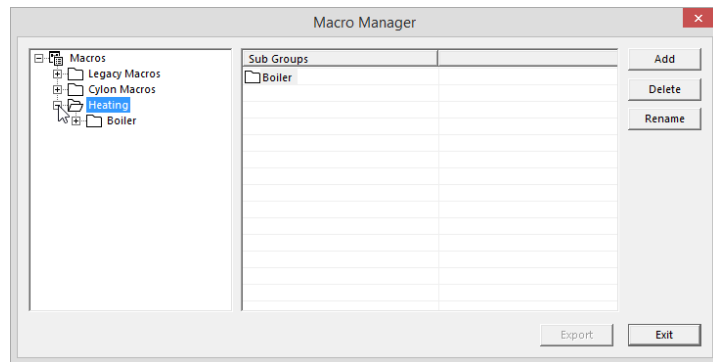 Macro Manager
Macros
Legacy Macros
Cylon Macros
Heating
Boiler
Sub Groups
Boiler
Add
Delete
Rename
Export
Exit